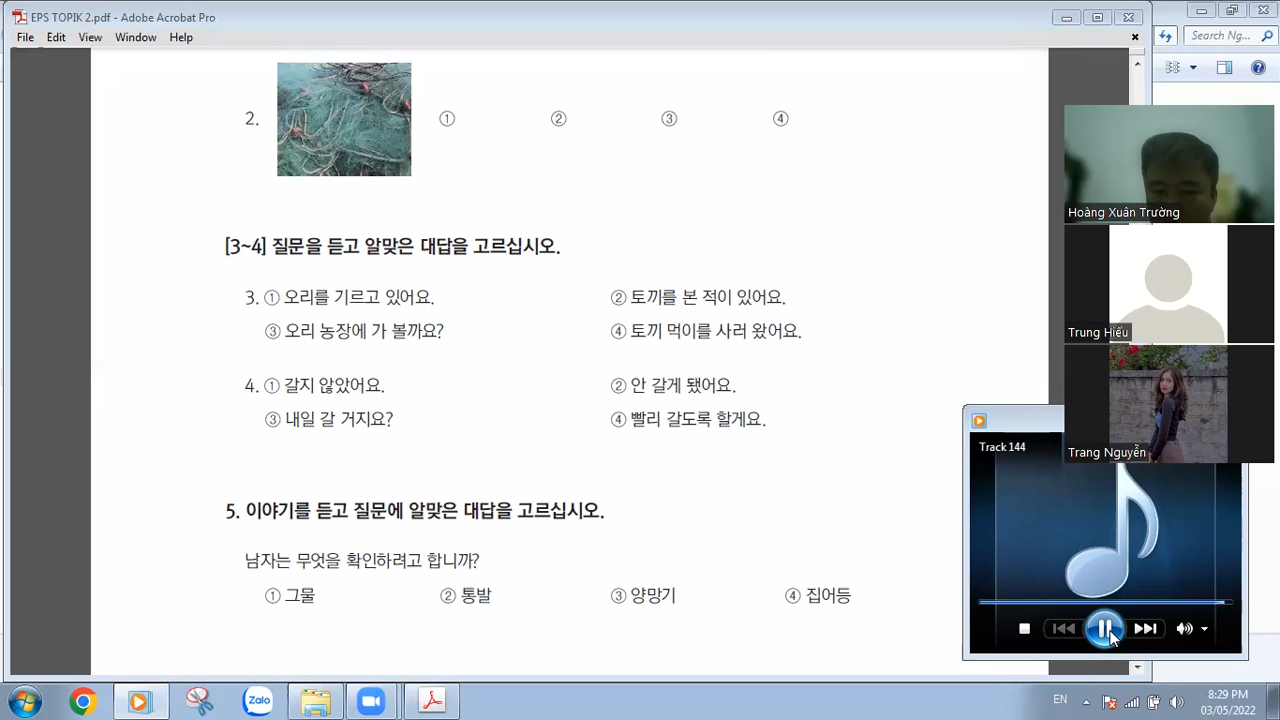 EPS TOPIK 2.pdf - Adobe Acrobat Pro
File Edit View Window Help
Search Ng...
2. ① ② ③ ④
[3~4] 질문을 듣고 알맞은 대답을 고르십시오.
3. ① 오리를 기르고 있어요. ② 토끼를 본 적이 있어요.
③ 오리 농장에 가 볼까요? ④ 토끼 먹이를 사러 왔어요.
4. ① 갈지 않았어요. ② 안 갈게 됐어요.
③ 내일 갈 거지요? ④ 빨리 갈도록 할게요.
5. 이야기를 듣고 질문에 알맞은 대답을 고르십시오.
남자는 무엇을 확인하려고 합니까?
① 그물 ② 통발 ③ 양망기 ④ 집어등
Hoàng Xuân Trường
Trung Hiếu
Trang Nguyễn
Track 144
Zalo
EN
8:29 PM
03/05/2022